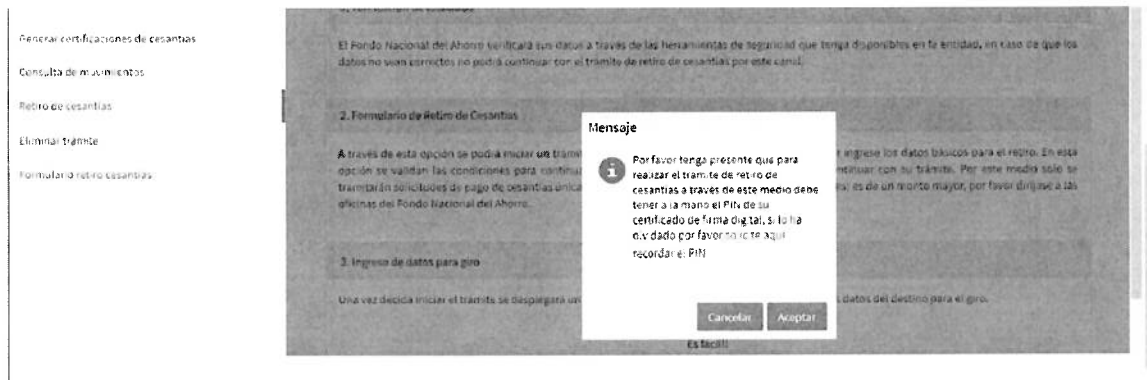 Generar certificaciones de cesantías
Consulta de movimientos
Retiro de cesantías
Eliminar trámite
Formulario retiro cesantías
El Fondo Nacional del Ahorro verificará sus datos a través de las herramientas de seguridad que tenga disponibles en la entidad, en caso de que los
datos no sean correctos no podrá continuar con el trámite de retiro de cesantías por este canal.
2. Formulario de Retiro de Cesantías
A través de esta opción se podrá iniciar un trámi
r ingrese los datos básicos para el retiro. En esta
opción se validan las condiciones para continua
ntinuar con su trámite. Por este medio solo se
tramitarán solicitudes de pago de cesantías única
es de un monto mayor, por favor diríjase a las
oficinas del Fondo Nacional del Ahorro.
3. Ingreso de datos para giro
Una vez decida iniciar el trámite se desplegará un
datos del destino para el giro.
Es fácil!!
Mensaje
Por favor tenga presente que para
realizar el tramite de retiro de
cesantías a través de este medio debe
tener a la mano el PIN de su
certificado de firma digital, si lo ha
olvidado por favor solicite aquí
recordar el PIN
Cancelar Aceptar